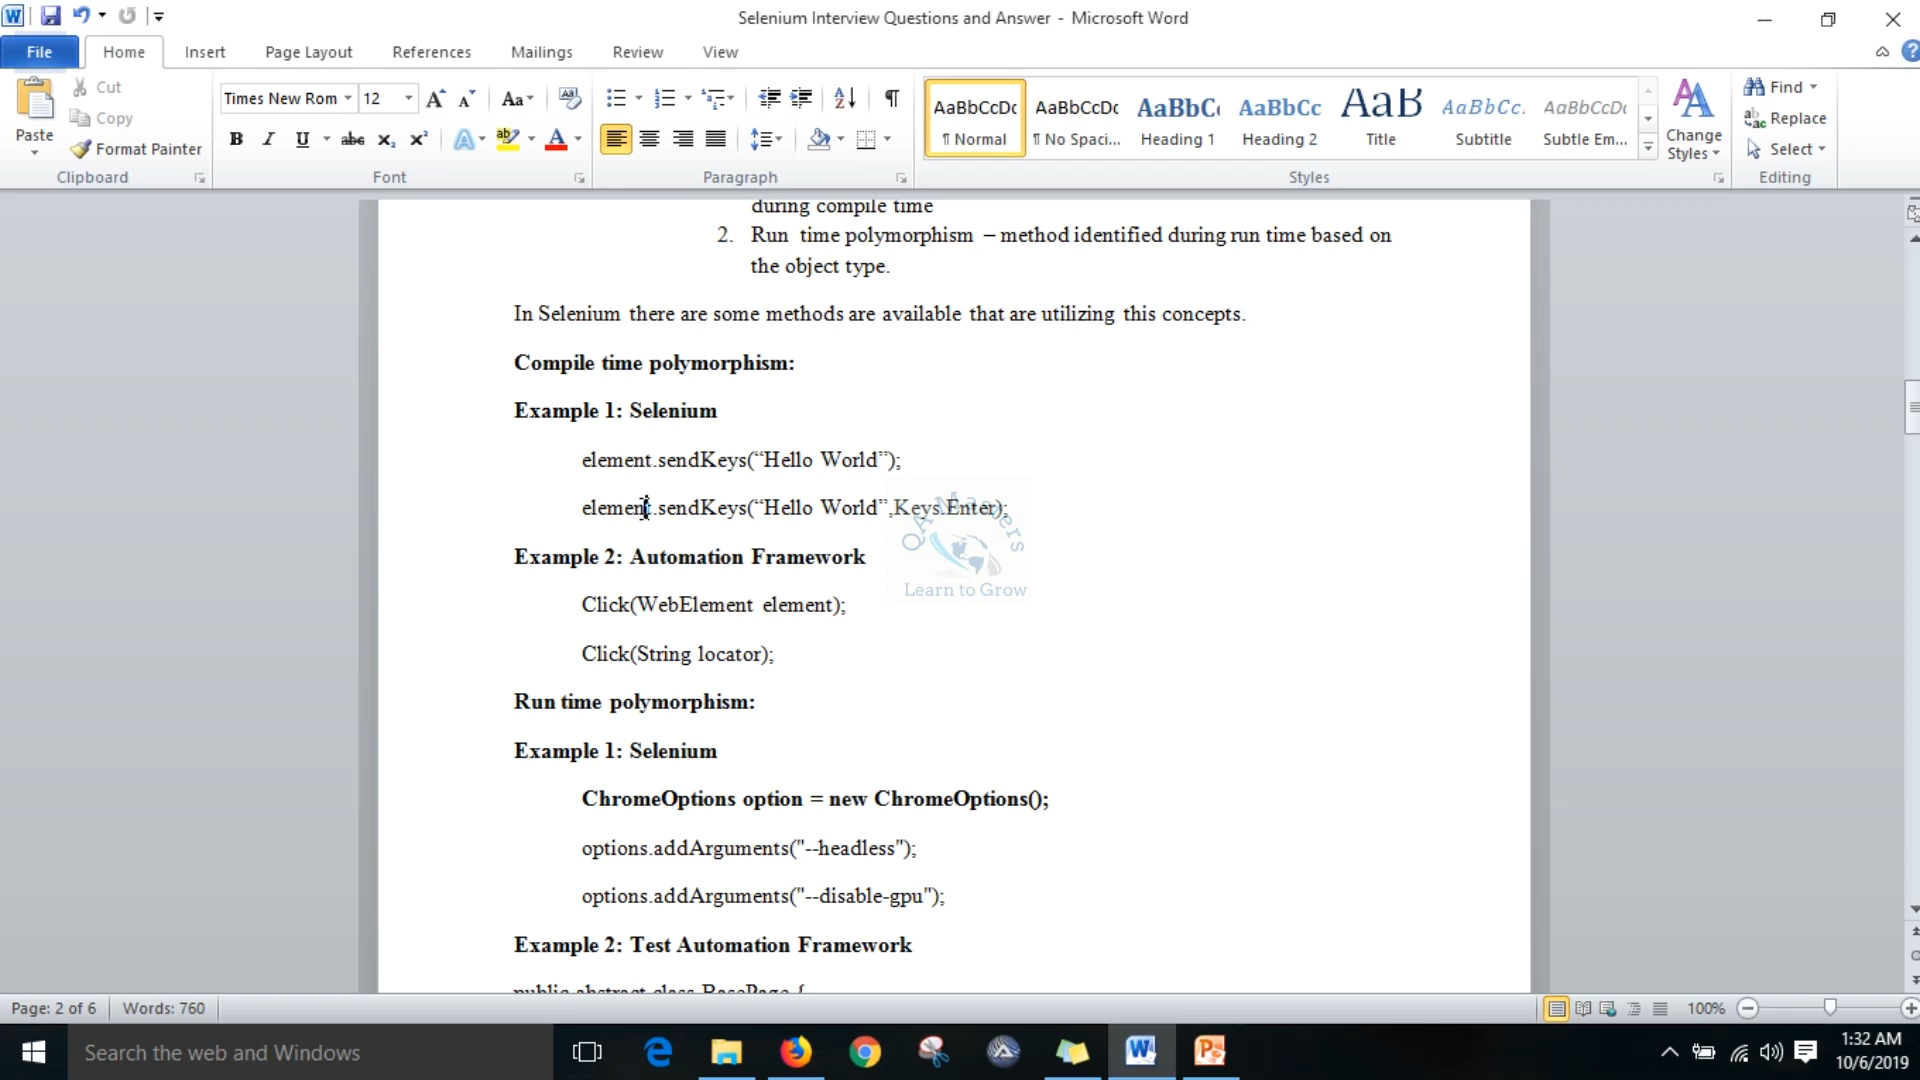 Selenium Interview Questions and Answer - Microsoft Word
File Home Insert Page Layout References Mailings Review View
Paste
Cut
Copy
Format Painter
Clipboard
Times New Rom 12
Font
Paragraph
AaBbCcDc AaBbCcDc AaBbC AaBbCc AaB AaBbCc. AaBbCcDi
¶ Normal ¶ No Spaci... Heading 1 Heading 2 Title Subtitle Subtle Em...
Styles
Change
Styles
Find
Replace
Select
Editing
during compile time
2. Run time polymorphism – method identified during run time based on
the object type.
In Selenium there are some methods are available that are utilizing this concepts.
Compile time polymorphism:
Example 1: Selenium
element.sendKeys(“Hello World”);
element.sendKeys(“Hello World”,Keys.Enter);
QA Masters
Learn to Grow
Example 2: Automation Framework
Click(WebElement element);
Click(String locator);
Run time polymorphism:
Example 1: Selenium
ChromeOptions option = new ChromeOptions();
options.addArguments("--headless");
options.addArguments("--disable-gpu");
Example 2: Test Automation Framework
public abstract class BasePage {
Page: 2 of 6 Words: 760 100%
Search the web and Windows
1:32 AM
10/6/2019